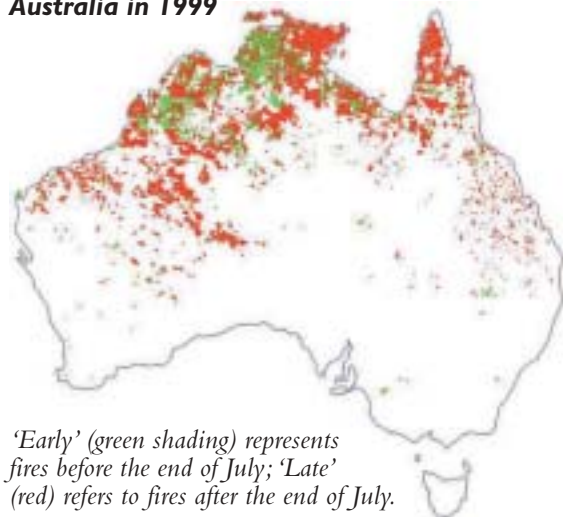 Australia in 1999
‘Early’ (green shading) represents
fires before the end of July; ‘Late’
(red) refers to fires after the end of July.